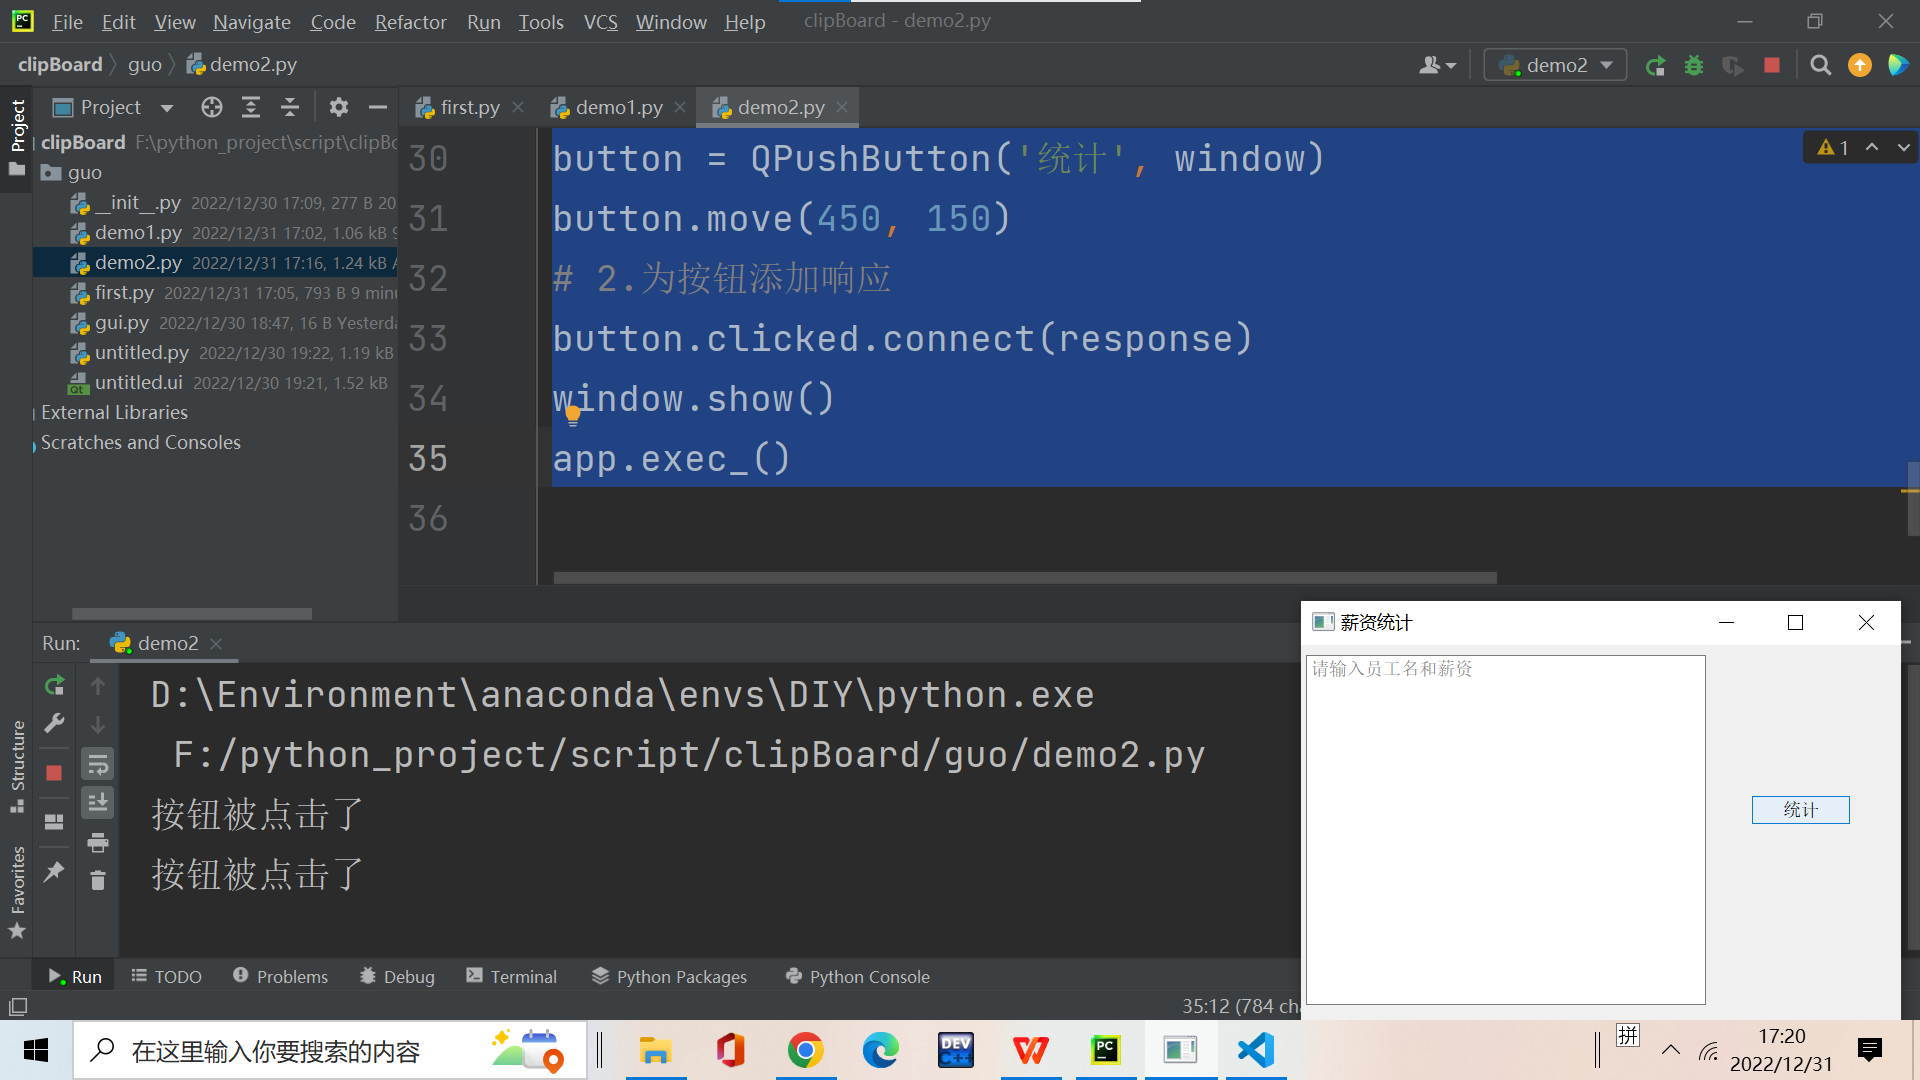 File Edit View Navigate Code Refactor Run Tools VCS Window Help clipBoard - demo2.py
clipBoard guo demo2.py
demo2
Project
first.py demo1.py demo2.py
Project
clipBoard F:\python_project\script\clipBo
guo
__init__.py 2022/12/30 17:09, 277 B 20
demo1.py 2022/12/31 17:02, 1.06 kB 9
demo2.py 2022/12/31 17:16, 1.24 kB A
first.py 2022/12/31 17:05, 793 B 9 minu
gui.py 2022/12/30 18:47, 16 B Yesterda
untitled.py 2022/12/30 19:22, 1.19 kB
untitled.ui 2022/12/30 19:21, 1.52 kB
External Libraries
Scratches and Consoles
30 button = QPushButton('统计', window)
31 button.move(450, 150)
32 # 2.为按钮添加响应
33 button.clicked.connect(response)
34 window.show()
35 app.exec_()
36
1
Run: demo2
D:\Environment\anaconda\envs\DIY\python.exe
F:/python_project/script/clipBoard/guo/demo2.py
按钮被点击了
按钮被点击了
Structure
Favorites
薪资统计
请输入员工名和薪资
统计
Run TODO Problems Debug Terminal Python Packages Python Console
35:12 (784 cha
在这里输入你要搜索的内容
DEV
C++
PC
拼
17:20
2022/12/31